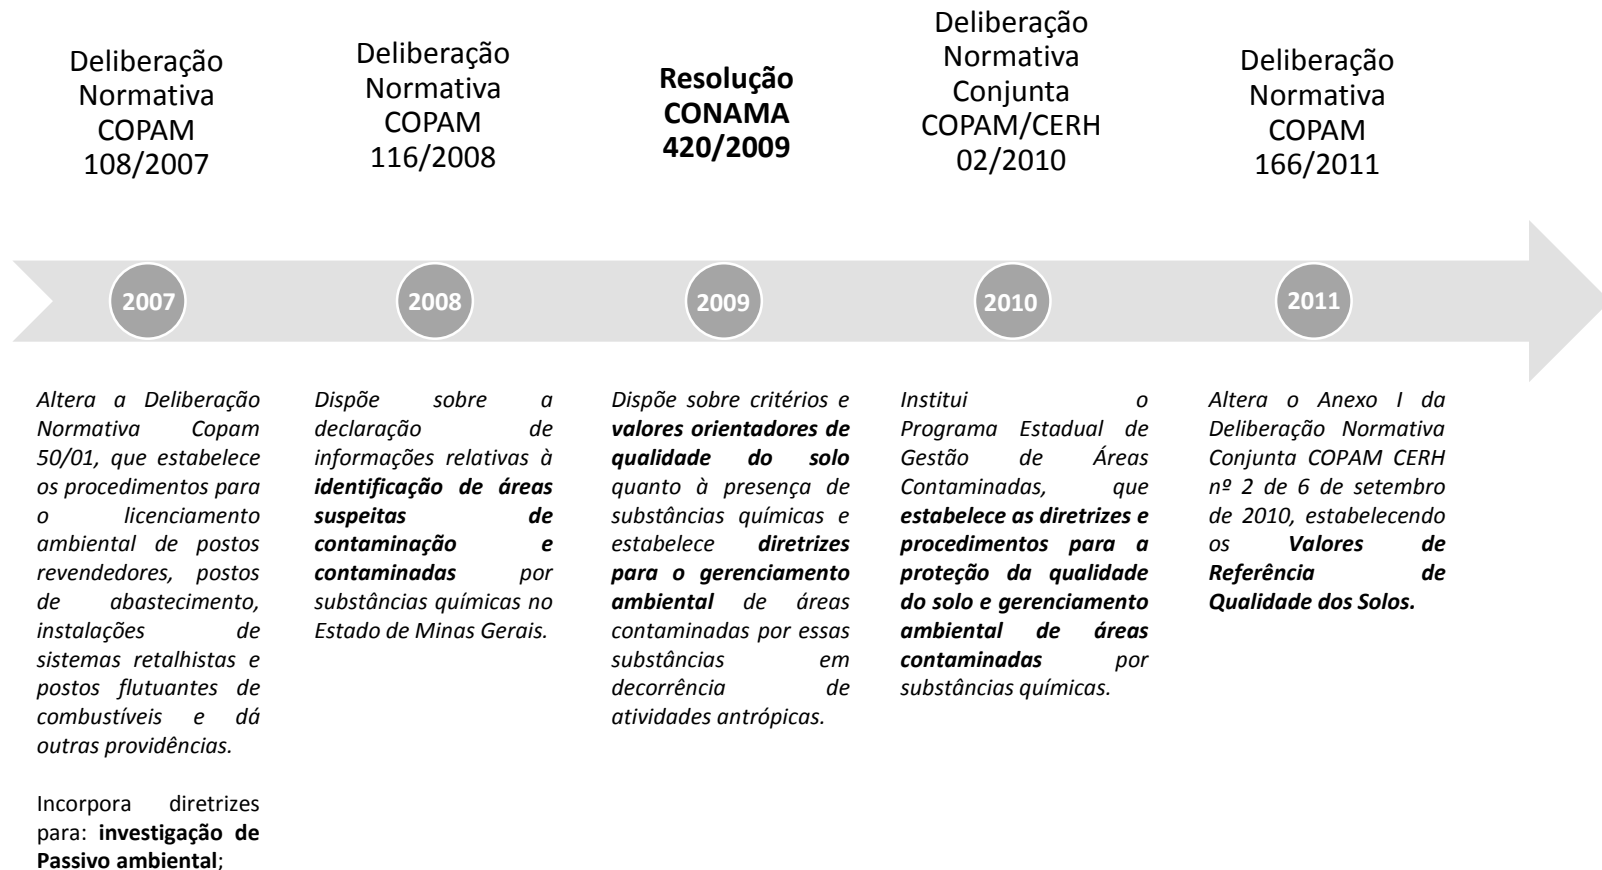 Deliberação
Normativa
COPAM
108/2007
Deliberação
Normativa
COPAM
116/2008
Resolução
CONAMA
420/2009
Deliberação
Normativa
Conjunta
COPAM/CERH
02/2010
Deliberação
Normativa
COPAM
166/2011
2007
2008
2009
2010
2011
Altera a Deliberação
Normativa Copam
50/01, que estabelece
os procedimentos para
o licenciamento
ambiental de postos
revendedores, postos
de abastecimento,
instalações de
sistemas retalhistas e
postos flutuantes de
combustíveis e dá
outras providências.
Incorpora diretrizes
para: investigação de
Passivo ambiental;
Dispõe sobre a
declaração de
informações relativas à
identificação de áreas
suspeitas de
contaminação e
contaminadas por
substâncias químicas no
Estado de Minas Gerais.
Dispõe sobre critérios e
valores orientadores de
qualidade do solo
quanto à presença de
substâncias químicas e
estabelece diretrizes
para o gerenciamento
ambiental de áreas
contaminadas por essas
substâncias em
decorrência de
atividades antrópicas.
Institui o
Programa Estadual de
Gestão de Áreas
Contaminadas, que
estabelece as diretrizes e
procedimentos para a
proteção da qualidade
do solo e gerenciamento
ambiental de áreas
contaminadas por
substâncias químicas.
Altera o Anexo I da
Deliberação Normativa
Conjunta COPAM CERH
nº 2 de 6 de setembro
de 2010, estabelecendo
os Valores de
Referência de
Qualidade dos Solos.